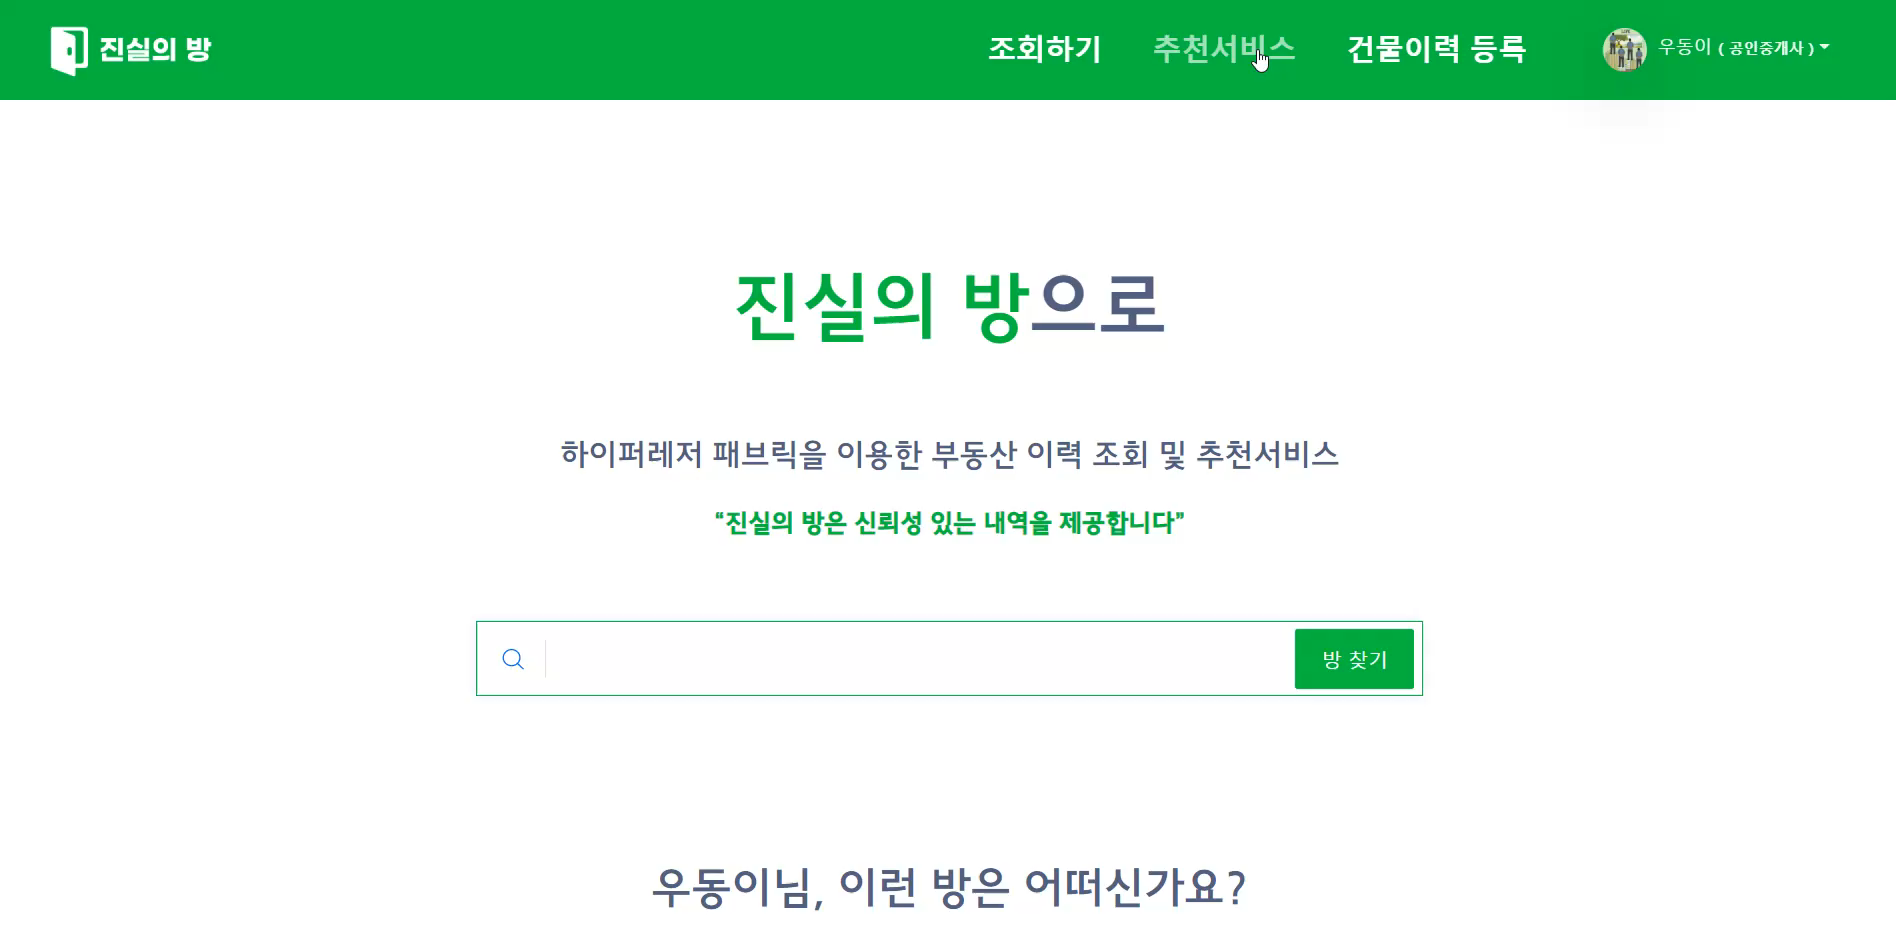 진실의 방
조회하기 추천서비스 건물이력 등록 우동이 ( 공인중개사 )
진실의 방으로
하이퍼레저 패브릭을 이용한 부동산 이력 조회 및 추천서비스
“진실의 방은 신뢰성 있는 내역을 제공합니다”
방 찾기
우동이님, 이런 방은 어떠신가요?